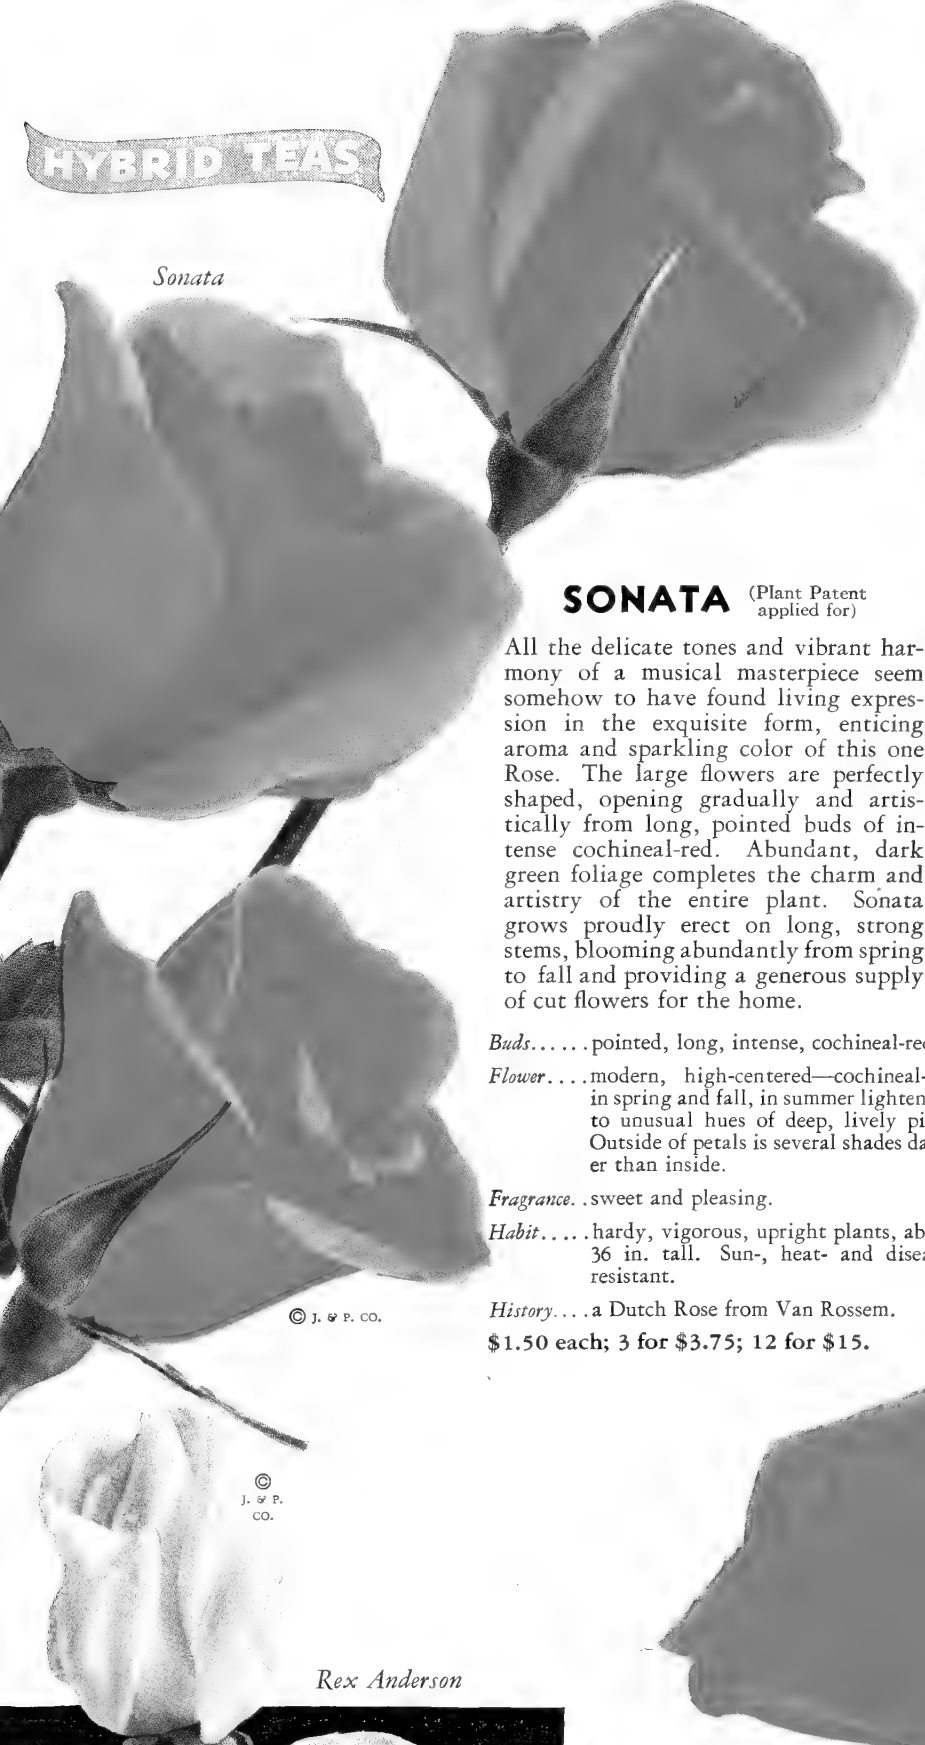 HYBRID TEAS
Sonata
SONATA (Plant Patent
applied for)
All the delicate tones and vibrant har-
mony of a musical masterpiece seem
somehow to have found living expres-
sion in the exquisite form, enticing
aroma and sparkling color of this one
Rose. The large flowers are perfectly
shaped, opening gradually and artis-
tically from long, pointed buds of in-
tense cochineal-red. Abundant, dark
green foliage completes the charm and
artistry of the entire plant. Sonata
grows proudly erect on long, strong
stems, blooming abundantly from spring
to fall and providing a generous supply
of cut flowers for the home.
Buds......pointed, long, intense, cochineal-re
Flower....modern, high-centered—cochineal-
in spring and fall, in summer lighten
to unusual hues of deep, lively pi
Outside of petals is several shades da
er than inside.
Fragrance..sweet and pleasing.
Habit.....hardy, vigorous, upright plants, ab
36 in. tall. Sun-, heat- and disea
resistant.
History....a Dutch Rose from Van Rossem.
$1.50 each; 3 for $3.75; 12 for $15.
© J. & P. CO.
©
J. & P.
CO.
Rex Anderson